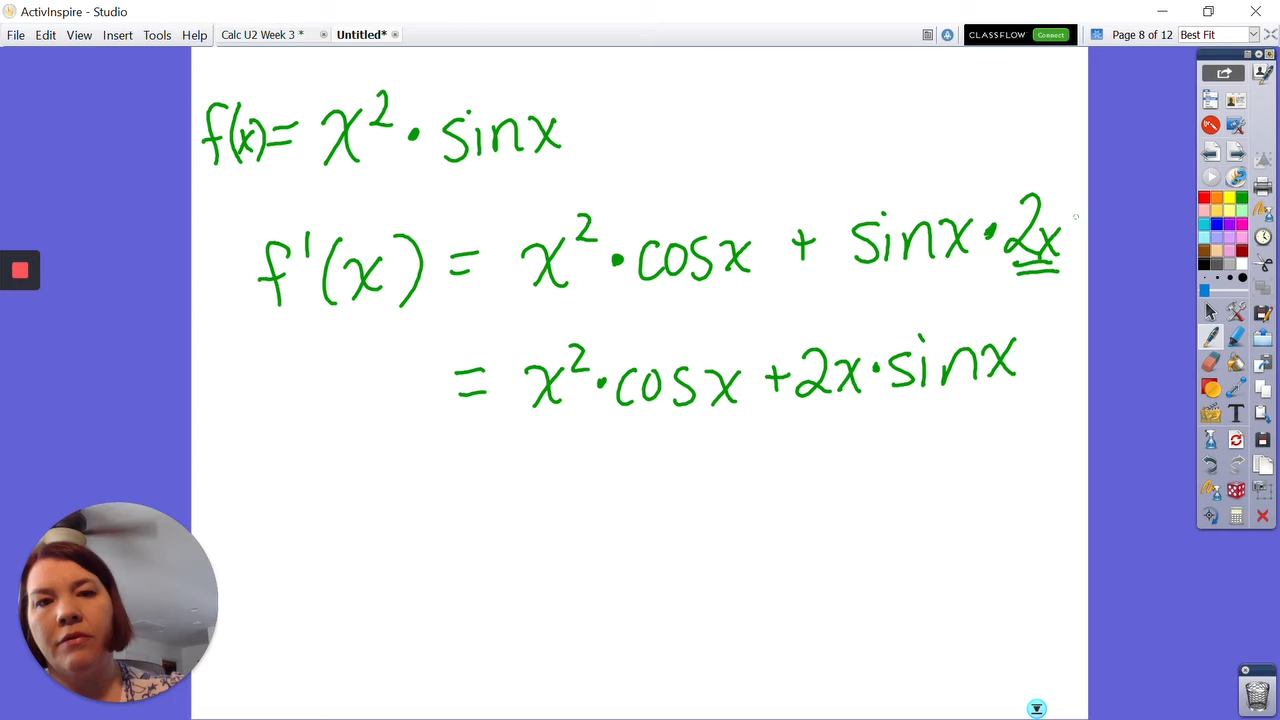 ActivInspire - Studio
File Edit View Insert Tools Help Calc U2 Week 3 * Untitled* CLASSFLOW Connect Page 8 of 12 Best Fit
f(x) = x² · sinx
f'(x) = x² · cosx + sinx · 2x
= x² · cosx + 2x · sinx